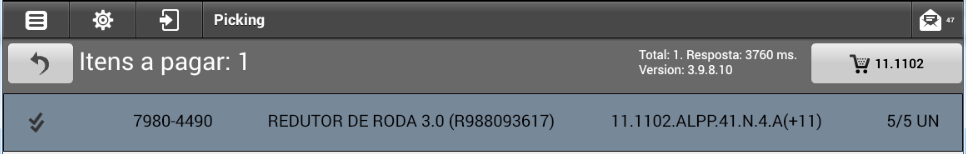 Picking
47
Itens a pagar: 1
Total: 1. Resposta: 3760 ms.
Version: 3.9.8.10
11.1102
7980-4490 REDUTOR DE RODA 3.0 (R988093617) 11.1102.ALPP.41.N.4.A(+11) 5/5 UN